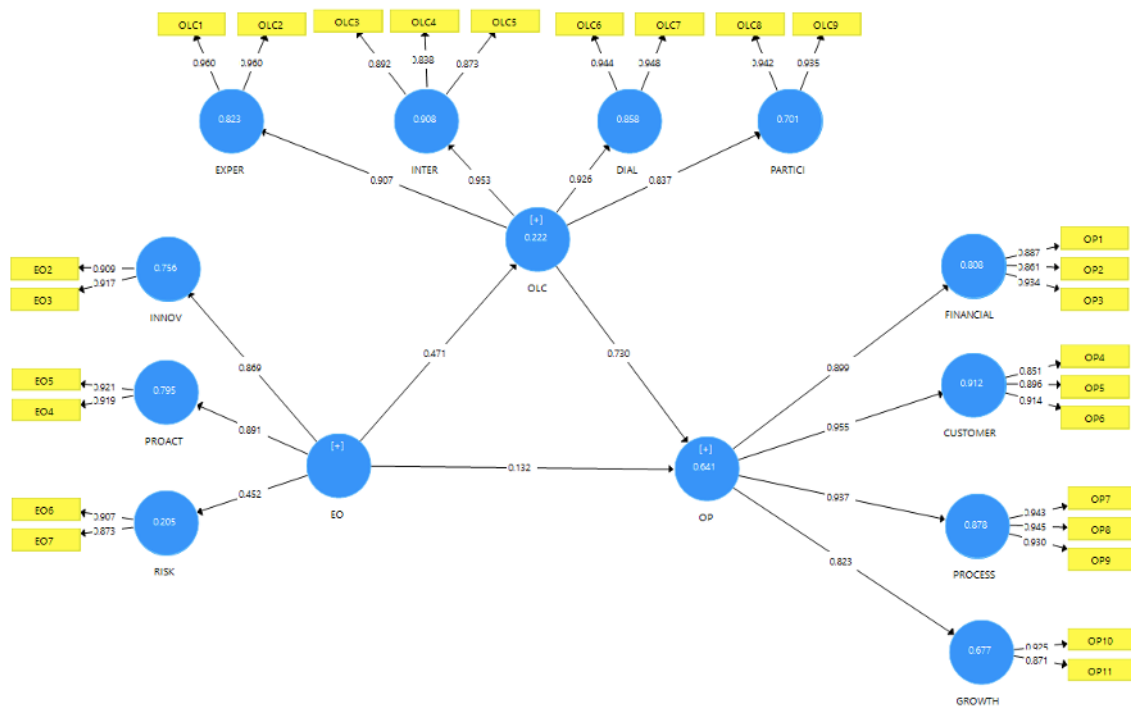 OLC1 OLC2 OLC3 OLC4 OLC5 OLC6 OLC7 OLC8 OLC9
0.960 0.960 0.892 0.838 0.873 0.944 0.948 0.942 0.935
0.823 0.908 0.858 0.701
EXPER INTER DIAL PARTICI
0.907 0.953 0.926 0.837
[+]
0.222
OLC
EO2 0.909 0.756
EO3 0.917
INNOV
0.869
0.471
0.730
EO5 0.921 0.795
EO4 0.919
PROACT
0.891
EO6 0.907 0.205
EO7 0.873
RISK
0.452
[+]
EO
0.132
[+]
0.641
OP
0.899
0.955
0.937
0.823
0.808 0.887 OP1
0.861 OP2
0.934 OP3
FINANCIAL
0.912 0.851 OP4
0.896 OP5
0.914 OP6
CUSTOMER
0.878 0.943 OP7
0.945 OP8
0.930 OP9
PROCESS
0.677 0.925 OP10
0.871 OP11
GROWTH